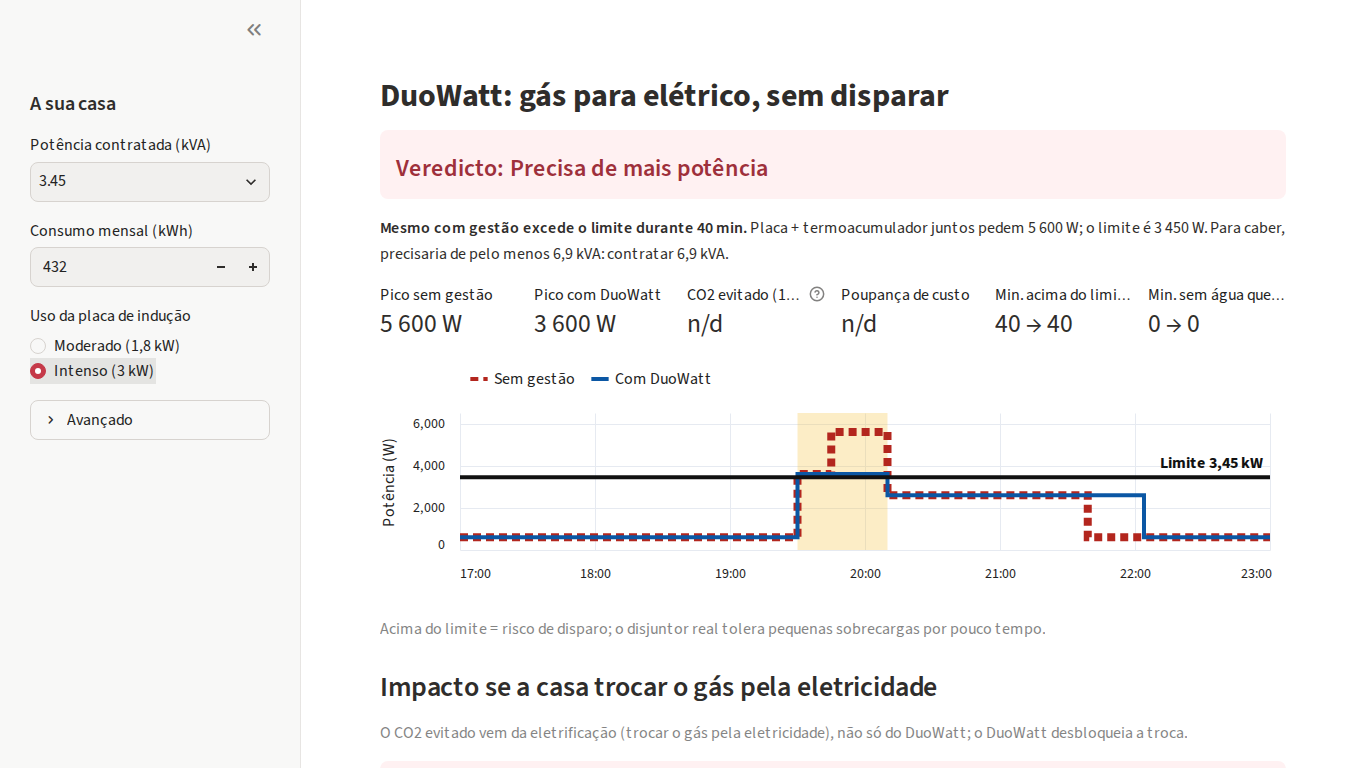 A sua casa
Potência contratada (kVA)
3.45
Consumo mensal (kWh)
432
Uso da placa de indução
Moderado (1,8 kW)
Intenso (3 kW)
Avançado
DuoWatt: gás para elétrico, sem disparar
Veredicto: Precisa de mais potência
Mesmo com gestão excede o limite durante 40 min. Placa + termoacumulador juntos pedem 5 600 W; o limite é 3 450 W. Para caber,
precisaria de pelo menos 6,9 kVA: contratar 6,9 kVA.
Pico sem gestão
5 600 W
Pico com DuoWatt
3 600 W
CO2 evitado (1...
n/d
Poupança de custo
n/d
Min. acima do limi...
40 → 40
Min. sem água que...
0 → 0
Sem gestão
Com DuoWatt
Potência (W)
6,000
4,000
2,000
0
Limite 3,45 kW
17:00
18:00
19:00
20:00
21:00
22:00
23:00
Acima do limite = risco de disparo; o disjuntor real tolera pequenas sobrecargas por pouco tempo.
Impacto se a casa trocar o gás pela eletricidade
O CO2 evitado vem da eletrificação (trocar o gás pela eletricidade), não só do DuoWatt; o DuoWatt desbloqueia a troca.